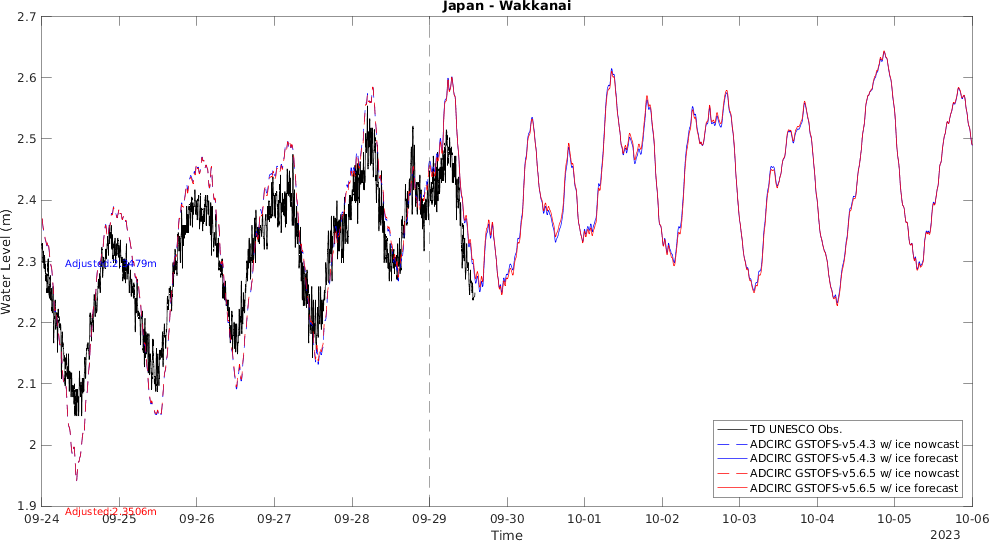 Japan - Wakkanai
2.7
2.6
2.5
2.4
2.3
2.2
2.1
2
1.9
Water Level (m)
TD UNESCO Obs.
ADCIRC GSTOFS-v5.4.3 w/ ice nowcast
ADCIRC GSTOFS-v5.4.3 w/ ice forecast
ADCIRC GSTOFS-v5.6.5 w/ ice nowcast
ADCIRC GSTOFS-v5.6.5 w/ ice forecast
Adjusted:2.3506m
09-24 09-25 09-26 09-27 09-28 09-29 09-30 10-01 10-02 10-03 10-04 10-05 10-06
Time
2023